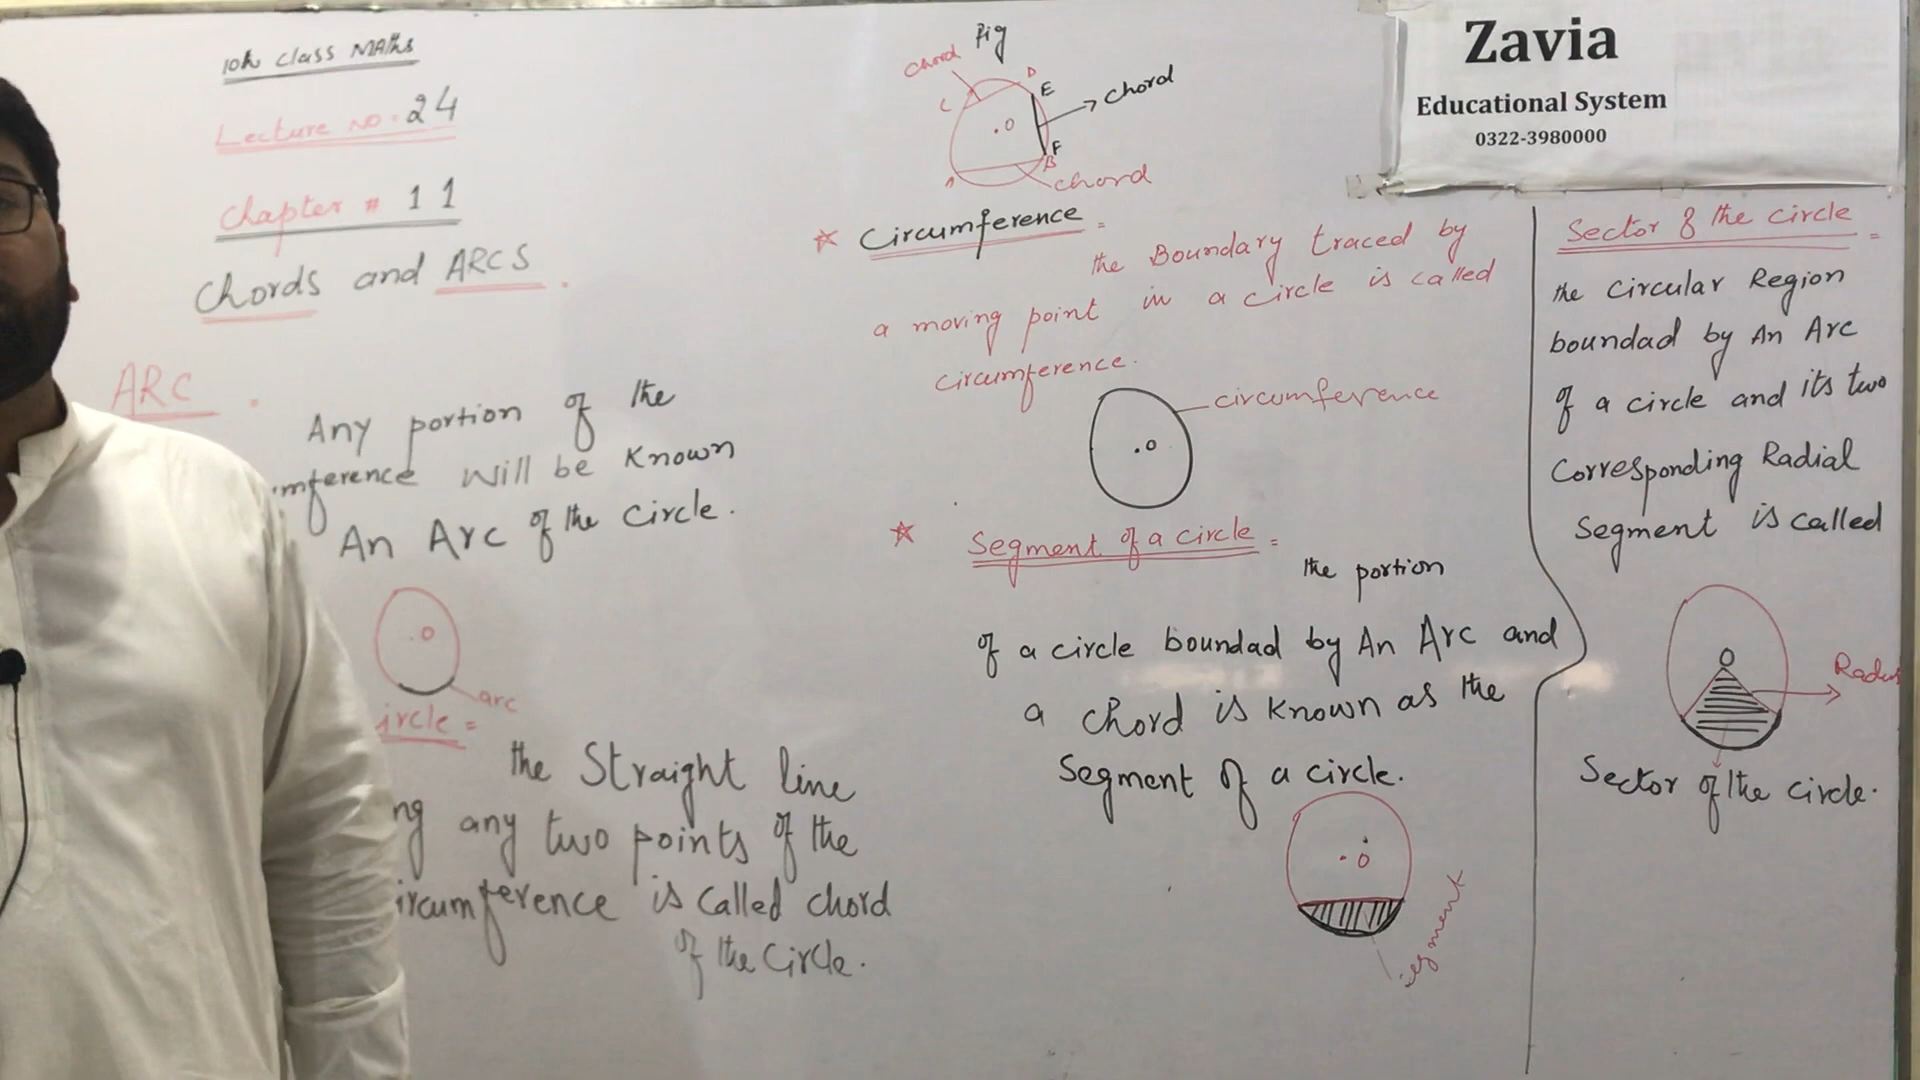 10th class MATHS
Lecture NO. 24
Chapter # 11
Chords and ARCS.
ARC
Any portion of the
mference will be Known
An Arc of the Circle.
o
arc
ircle =
the Straight line
ng any two points of the
ircumference is called chord
of the Circle.
Fig
chord
D
E
chord
C
O
F
B
A
chord
Circumference =
the Boundary traced by
a moving point in a circle is called
circumference.
circumference
o
Segment of a circle =
the portion
of a circle boundad by An Arc and
a chord is known as the
Segment of a circle.
o
Zavia
Educational System
0322-3980000
Sector of the circle =
the Circular Region
boundad by An Arc
of a circle and its two
Corresponding Radial
Segment is called
O
Sector of the circle.